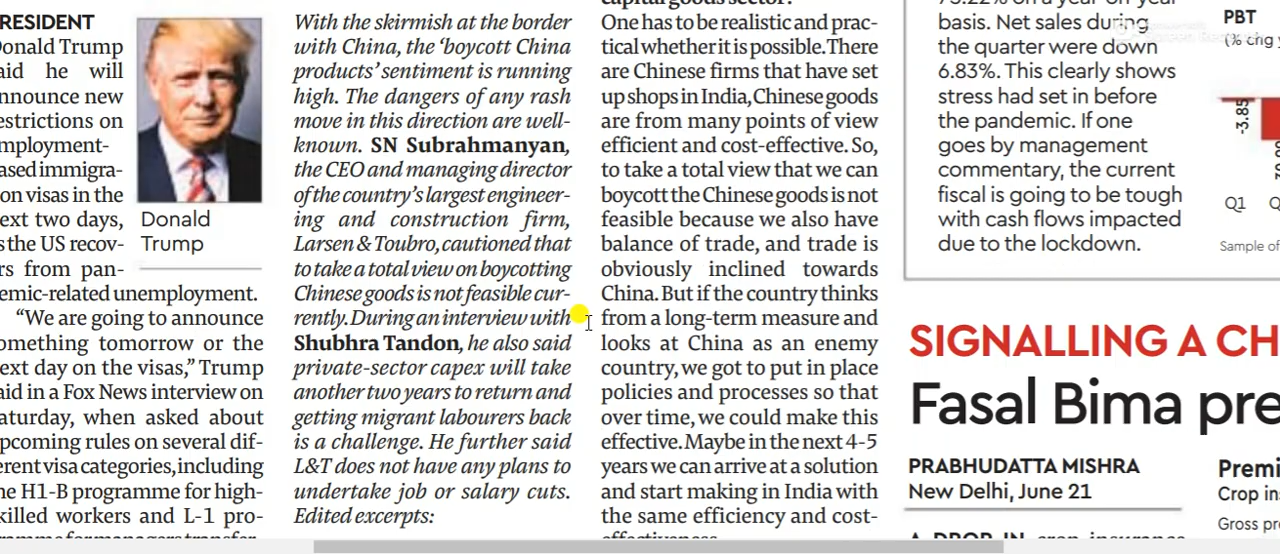 RESIDENT
Donald Trump
aid he will
nnounce new
estrictions on
mployment-
ased immigra-
on visas in the
ext two days,
s the US recov-
rs from pan-
emic-related unemployment.
"We are going to announce
omething tomorrow or the
ext day on the visas," Trump
aid in a Fox News interview on
aturday, when asked about
pcoming rules on several dif-
erent visa categories, including
he H1-B programme for high-
killed workers and L-1 pro-
Donald
Trump
With the skirmish at the border
with China, the 'boycott China
products' sentiment is running
high. The dangers of any rash
move in this direction are well-
known. SN Subrahmanyan,
the CEO and managing director
of the country's largest engineer-
ing and construction firm,
Larsen & Toubro, cautioned that
to take a total view on boycotting
Chinese goods is not feasible cur-
rently. During an interview with
Shubhra Tandon, he also said
private-sector capex will take
another two years to return and
getting migrant labourers back
is a challenge. He further said
L&T does not have any plans to
undertake job or salary cuts.
Edited excerpts:
capital goods sector?
One has to be realistic and prac-
tical whether it is possible. There
are Chinese firms that have set
up shops in India, Chinese goods
are from many points of view
efficient and cost-effective. So,
to take a total view that we can
boycott the Chinese goods is not
feasible because we also have
balance of trade, and trade is
obviously inclined towards
China. But if the country thinks
from a long-term measure and
looks at China as an enemy
country, we got to put in place
policies and processes so that
over time, we could make this
effective. Maybe in the next 4-5
years we can arrive at a solution
and start making in India with
the same efficiency and cost-
effectiveness.
basis. Net sales during
the quarter were down
6.83%. This clearly shows
stress had set in before
the pandemic. If one
goes by management
commentary, the current
fiscal is going to be tough
with cash flows impacted
due to the lockdown.
PBT
(% chg
-3.85
Q1
Sample of
SIGNALLING A CH
Fasal Bima pre
PRABHUDATTA MISHRA
New Delhi, June 21
A DROP IN crop insurance
Premi
Crop in
Gross pr